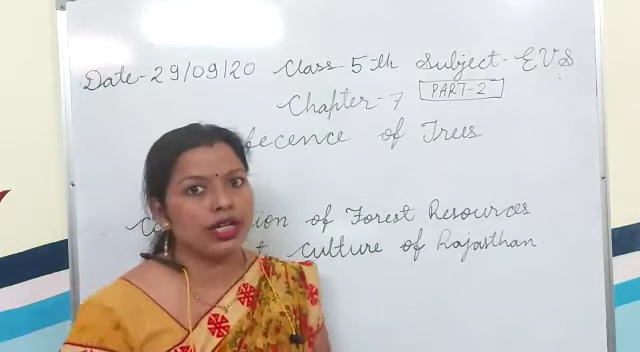 Date-29/09/20 Class-5th Subject-EVS
Chapter-7 PART-2
of Trees
of Forest Resources
culture of Rajasthan